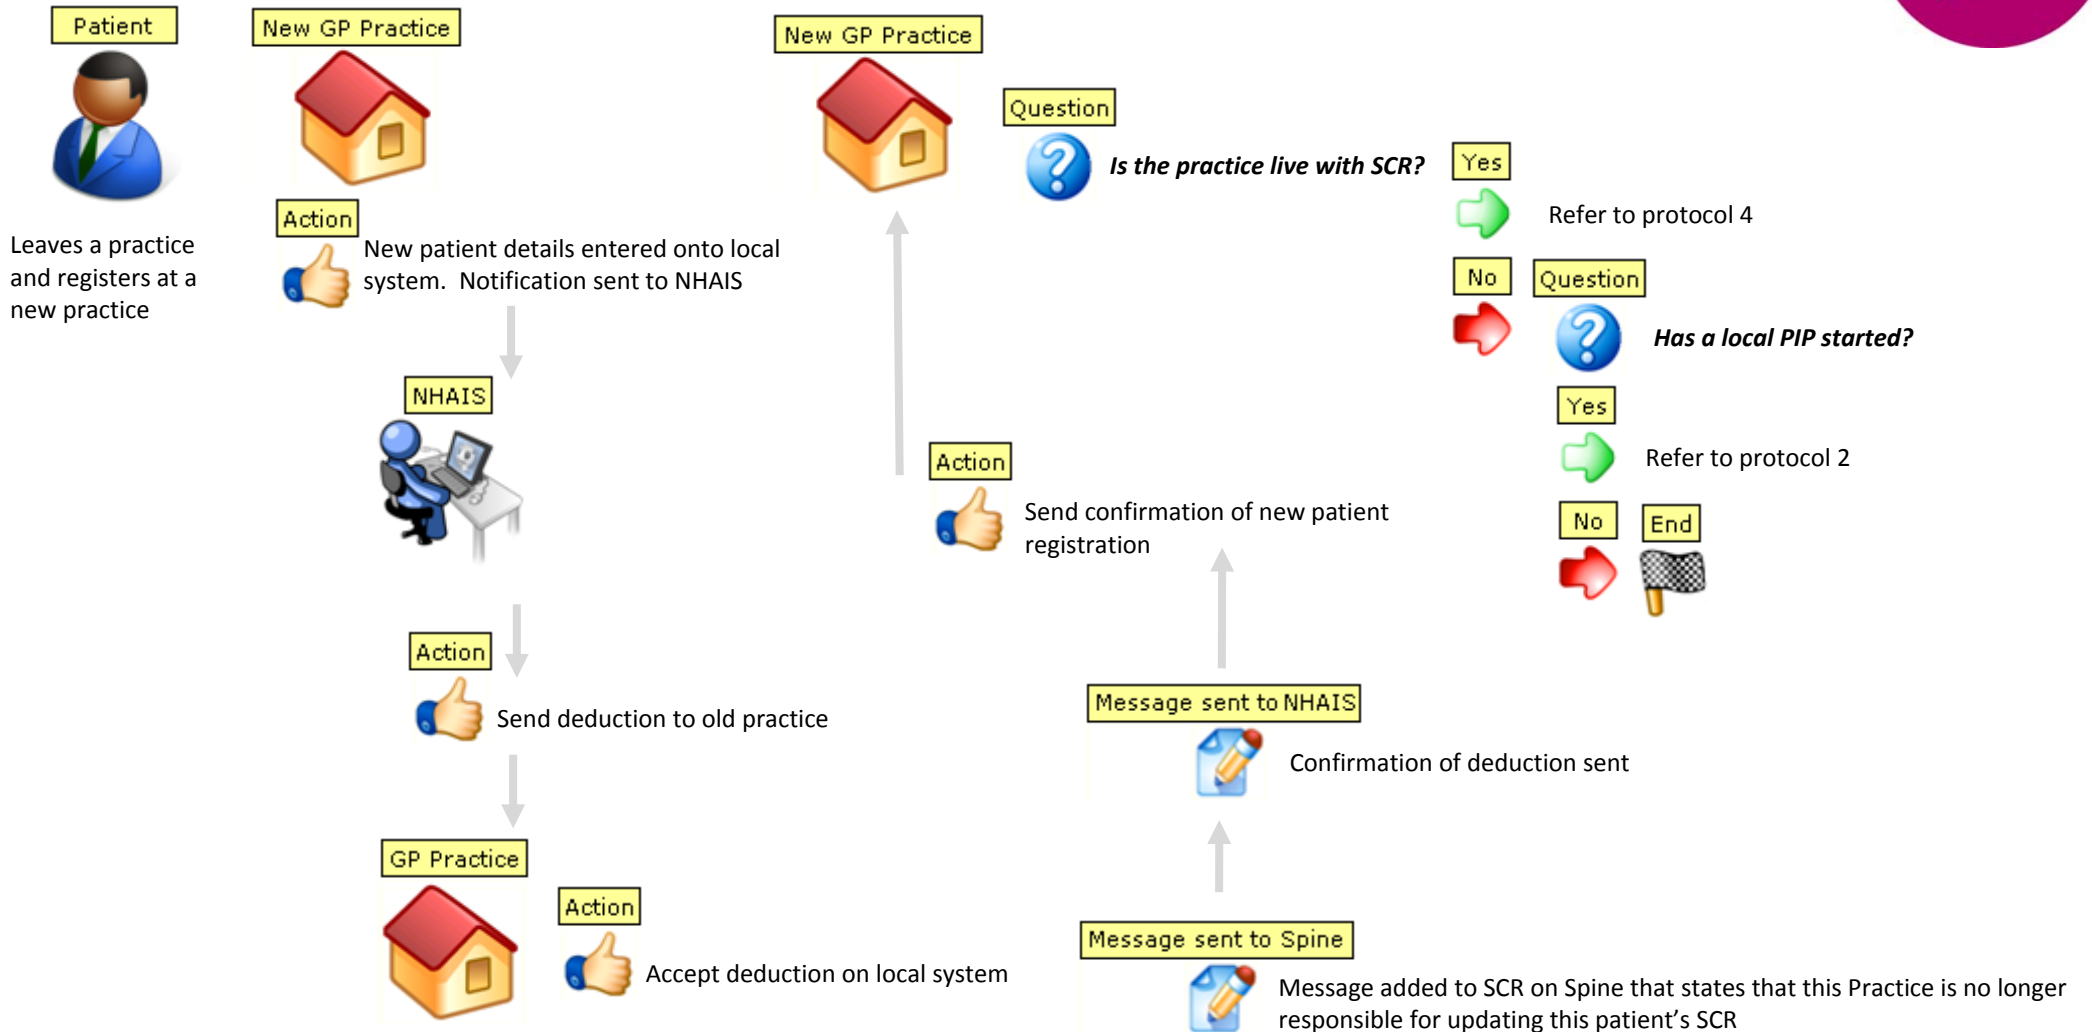 Patient
Leaves a practice
and registers at a
new practice
New GP Practice
Action
New patient details entered onto local
system.  Notification sent to NHAIS
NHAIS
Action
Send deduction to old practice
GP Practice
Action
Accept deduction on local system
Message sent to Spine
Message added to SCR on Spine that states that this Practice is no longer
responsible for updating this patient's SCR
Message sent to NHAIS
Confirmation of deduction sent
Action
Send confirmation of new patient
registration
New GP Practice
Question
Is the practice live with SCR?
Yes
Refer to protocol 4
No
Question
Has a local PIP started?
Yes
Refer to protocol 2
No
End